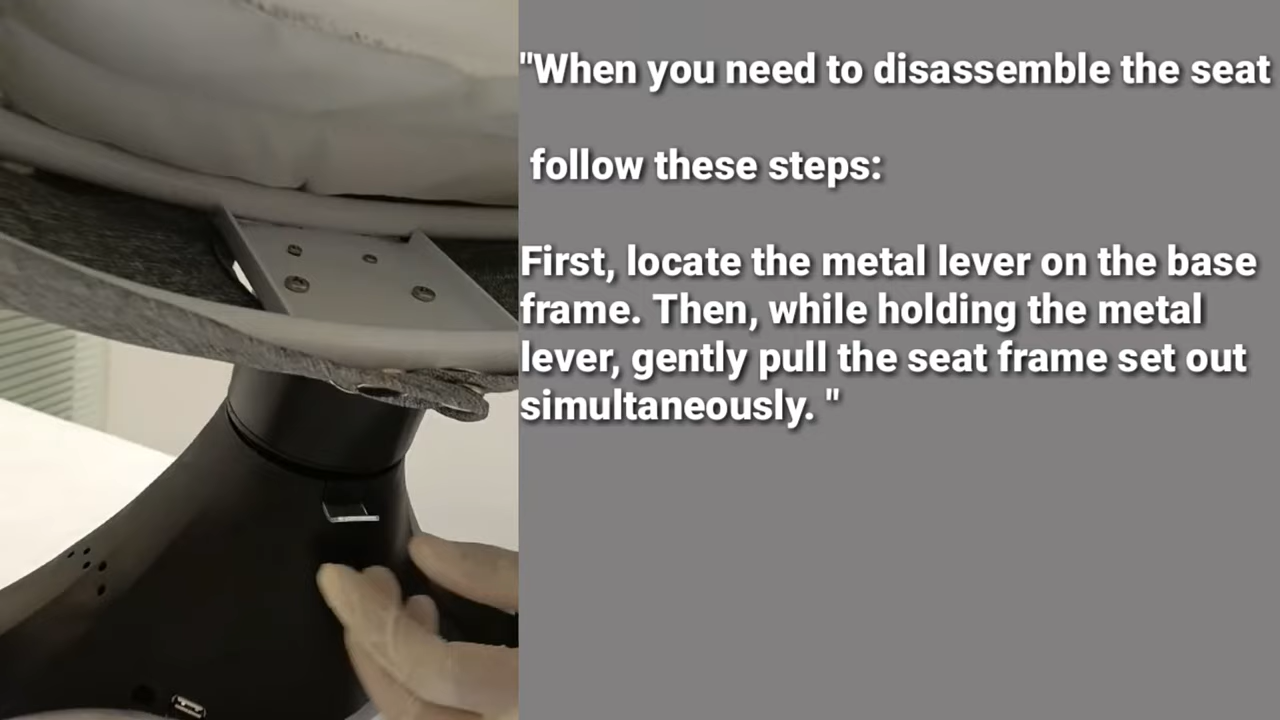 "When you need to disassemble the seat
follow these steps:
First, locate the metal lever on the base
frame. Then, while holding the metal
lever, gently pull the seat frame set out
simultaneously. "